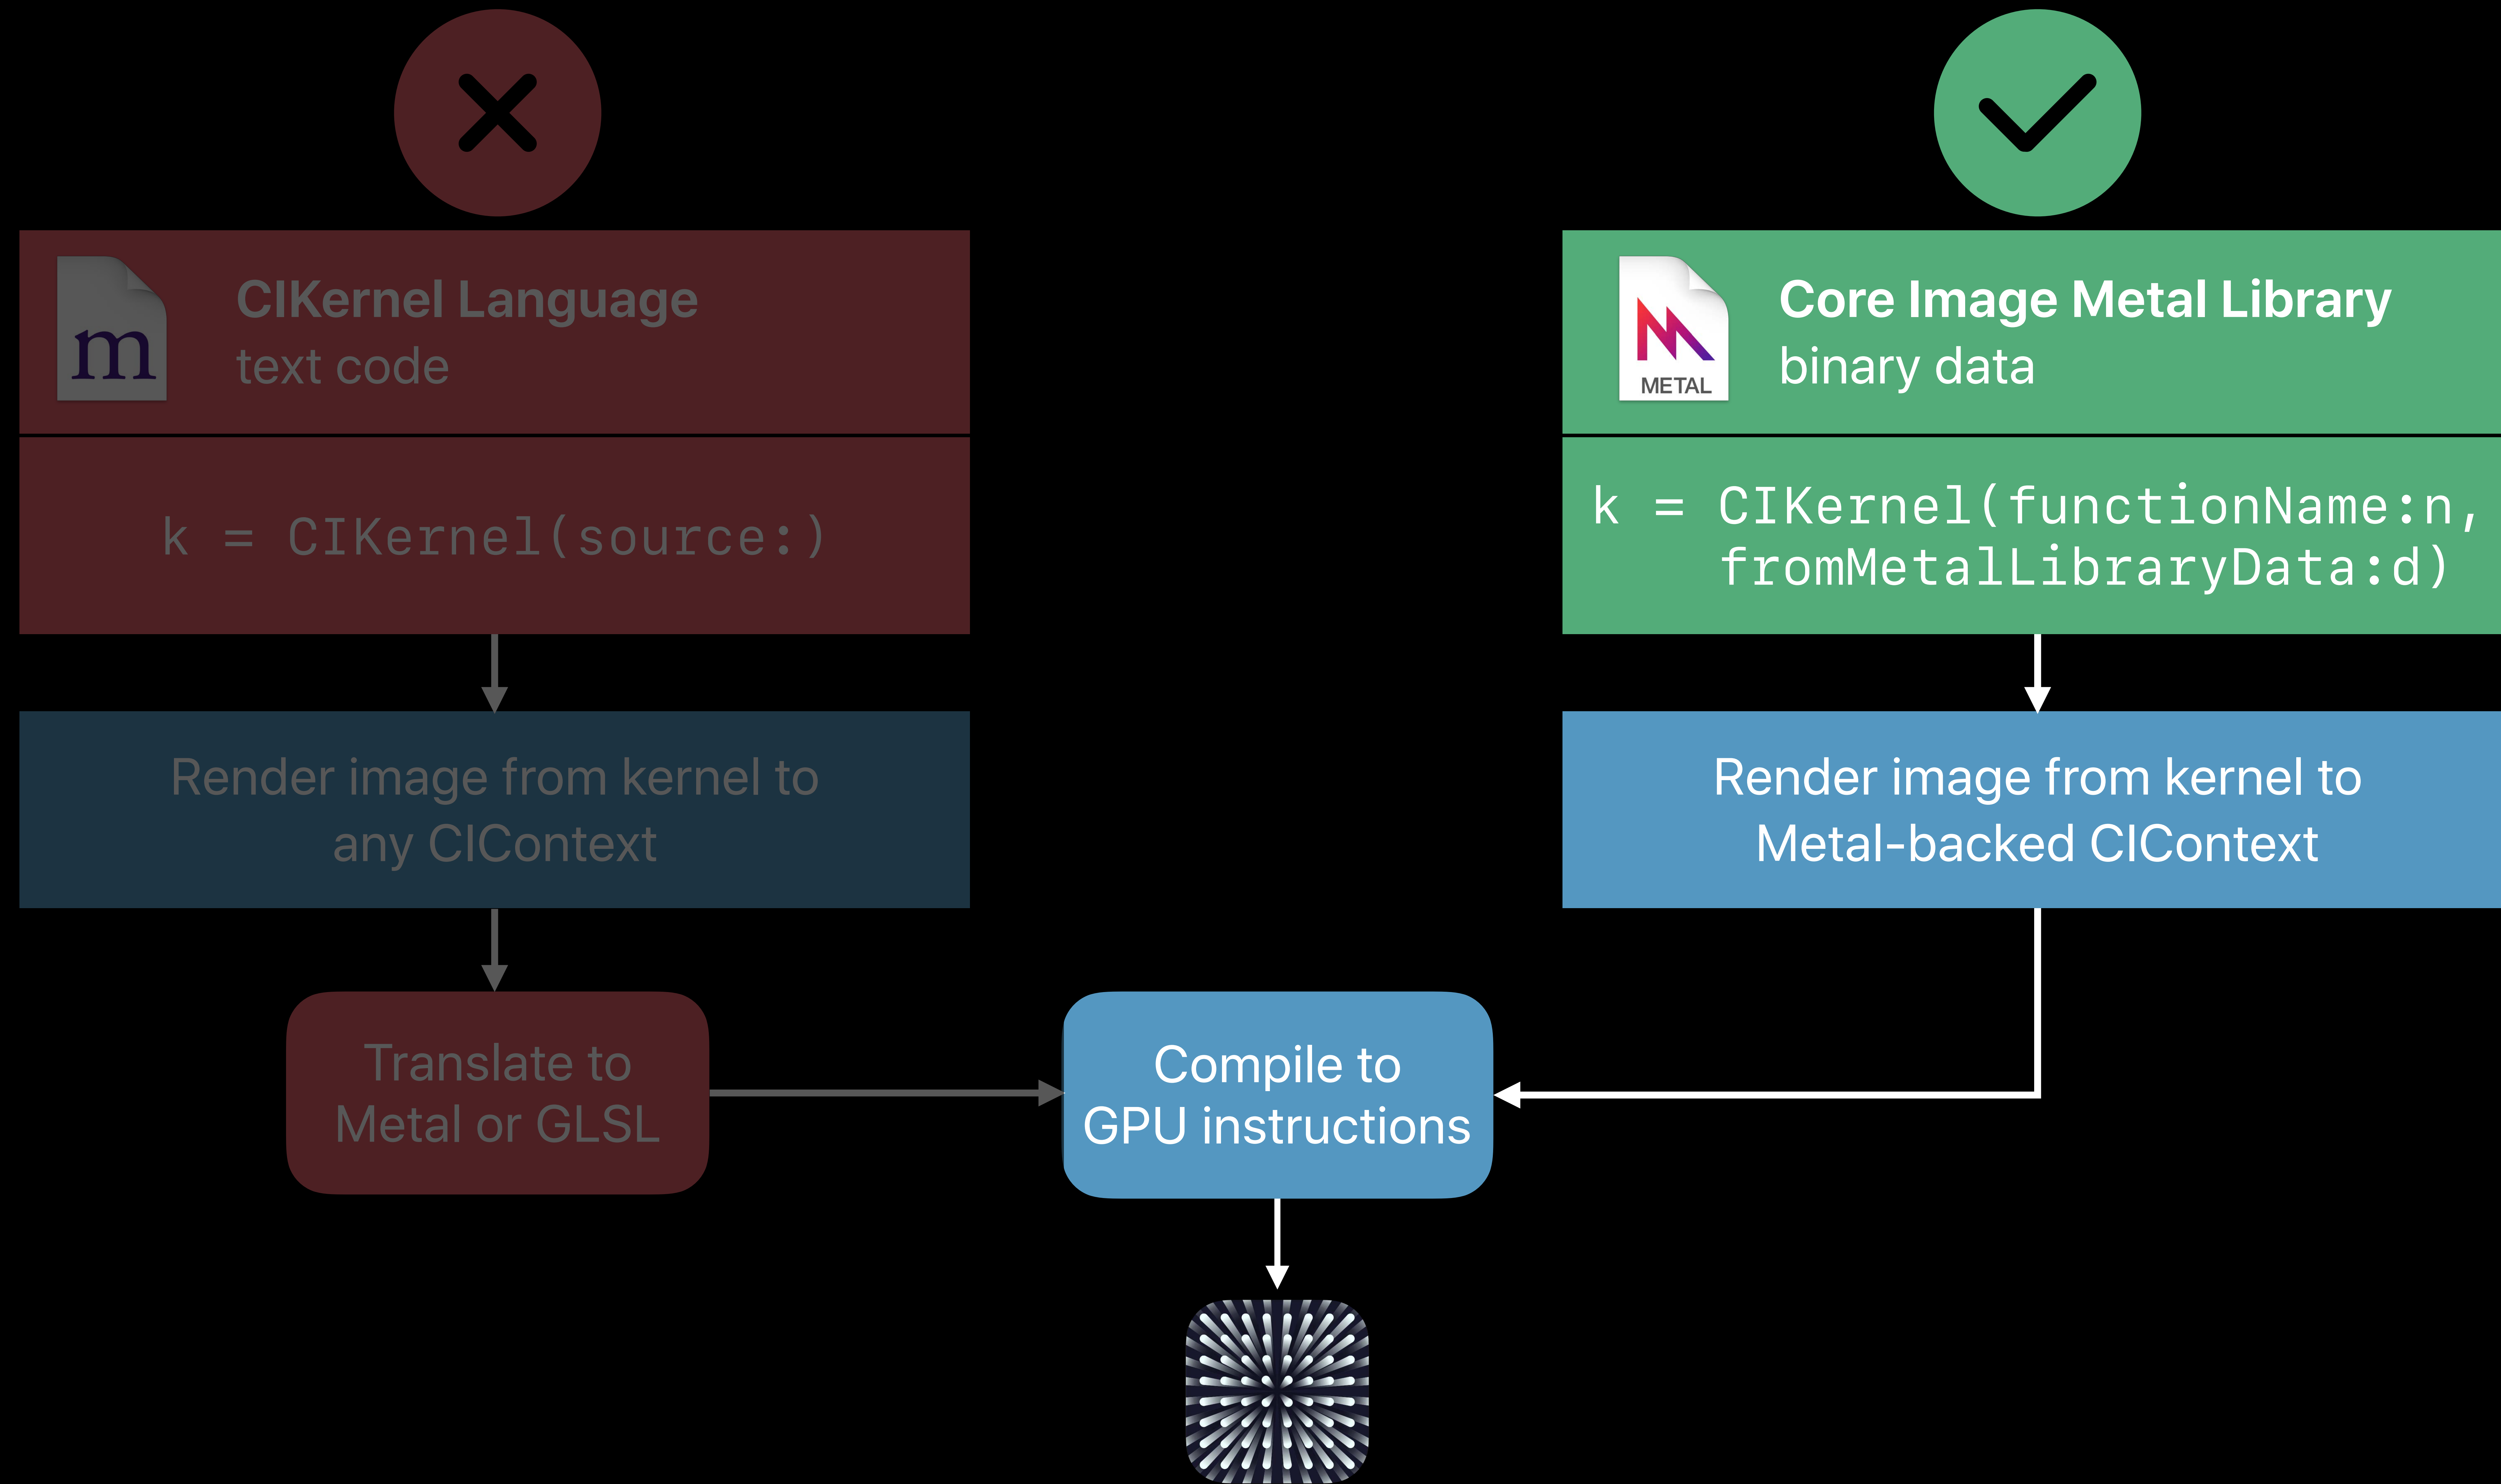 CIKernel Language
text code
k = CIKernel(source:)
Render image from kernel to
any CIContext
Translate to
Metal or GLSL
m
Core Image Metal Library
binary data
METAL
k = CIKernel(functionName:n,
fromMetalLibraryData:d)
Render image from kernel to
Metal-backed CIContext
Compile to
GPU instructions